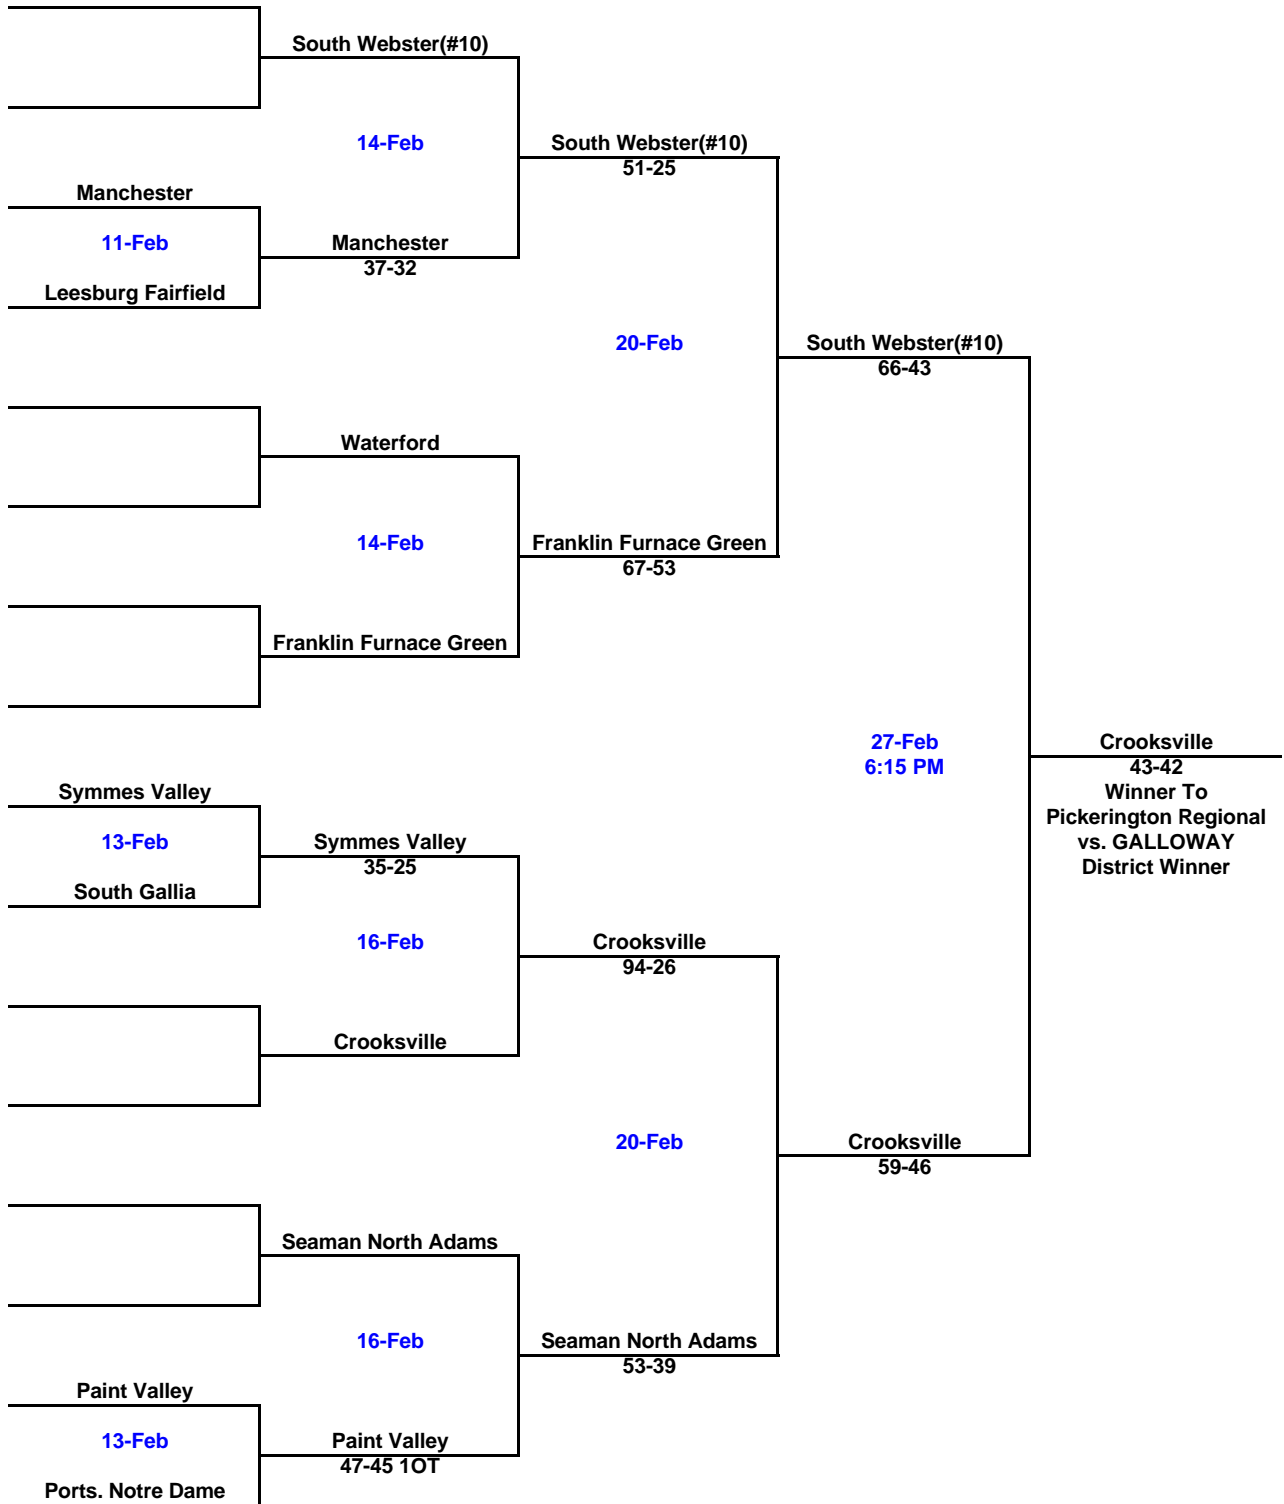 South Webster(#10)
14-Feb
South Webster(#10)
51-25
Manchester
11-Feb
Manchester
37-32
Leesburg Fairfield
20-Feb
South Webster(#10)
66-43
Waterford
14-Feb
Franklin Furnace Green
67-53
Franklin Furnace Green
27-Feb
6:15 PM
Crooksville
43-42
Winner To
Pickerington Regional
vs. GALLOWAY
District Winner
Symmes Valley
13-Feb
Symmes Valley
35-25
South Gallia
16-Feb
Crooksville
94-26
Crooksville
20-Feb
Crooksville
59-46
Seaman North Adams
16-Feb
Seaman North Adams
53-39
Paint Valley
13-Feb
Paint Valley
47-45 1OT
Ports. Notre Dame